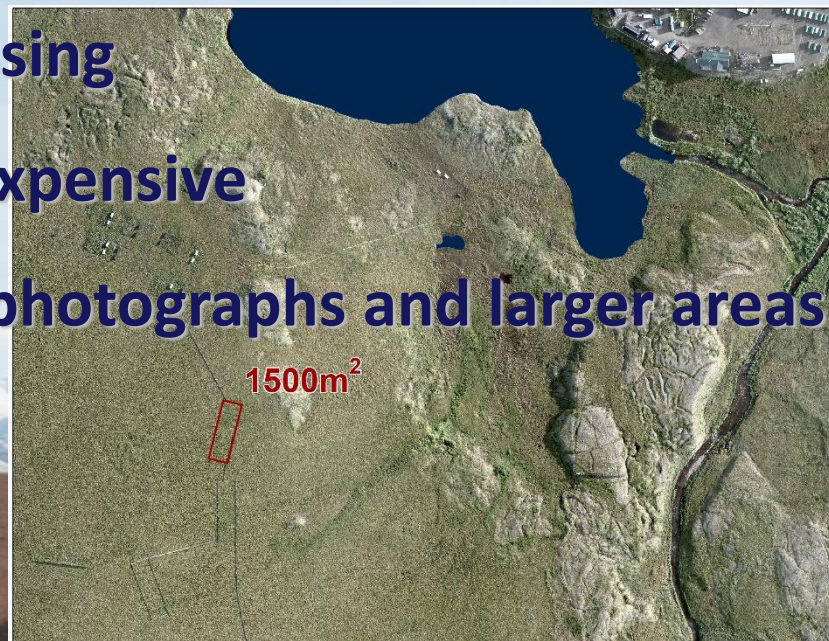 sing
xpensive
photographs and larger areas
1500m²